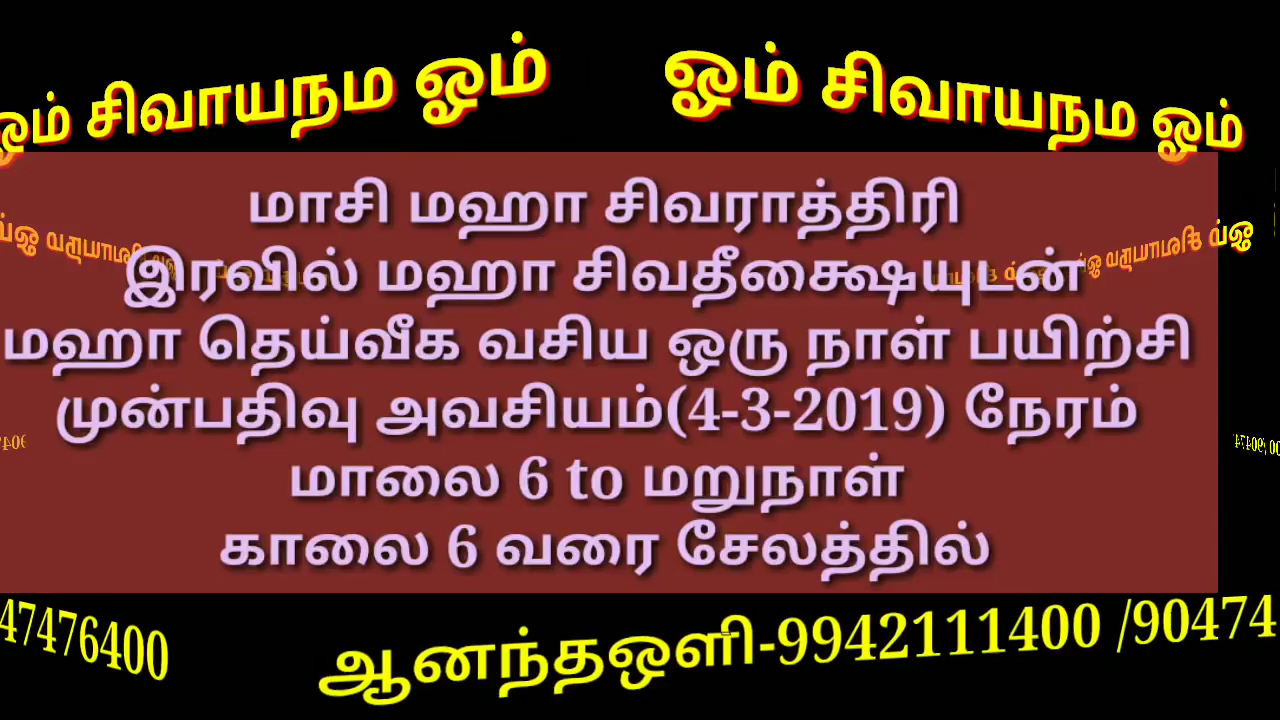 ஓம் சிவாயநம ஓம் ஓம் சிவாயநம ஓம்
மாசி மஹா சிவராத்திரி
இரவில் மஹா சிவதீக்ஷையுடன்
மஹா தெய்வீக வசிய ஒரு நாள் பயிற்சி
முன்பதிவு அவசியம்(4-3-2019) நேரம்
மாலை 6 to மறுநாள்
காலை 6 வரை சேலத்தில்
47476400 ஆனந்தஒளி-9942111400 /90474